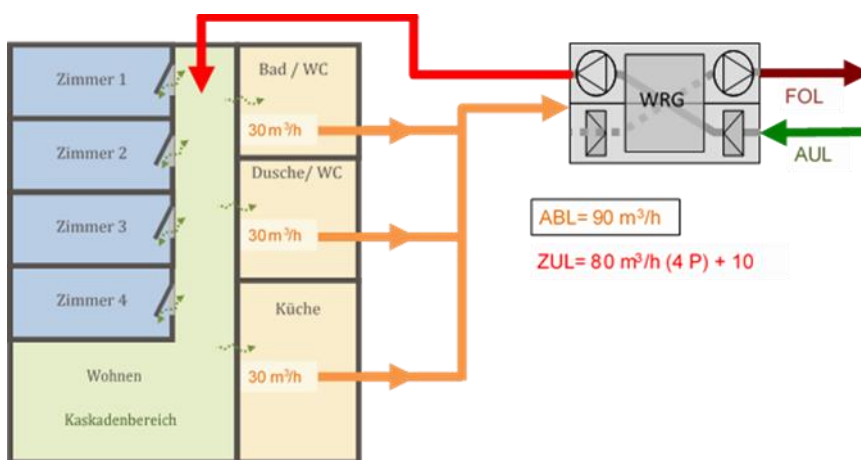 Zimmer 1
Zimmer 2
Zimmer 3
Zimmer 4
Wohnen
Kaskadenbereich
Bad / WC
30 m³/h
Dusche/ WC
30 m³/h
Küche
30 m³/h
WRG
FOL
AUL
ABL= 90 m³/h
ZUL= 80 m³/h (4 P) + 10